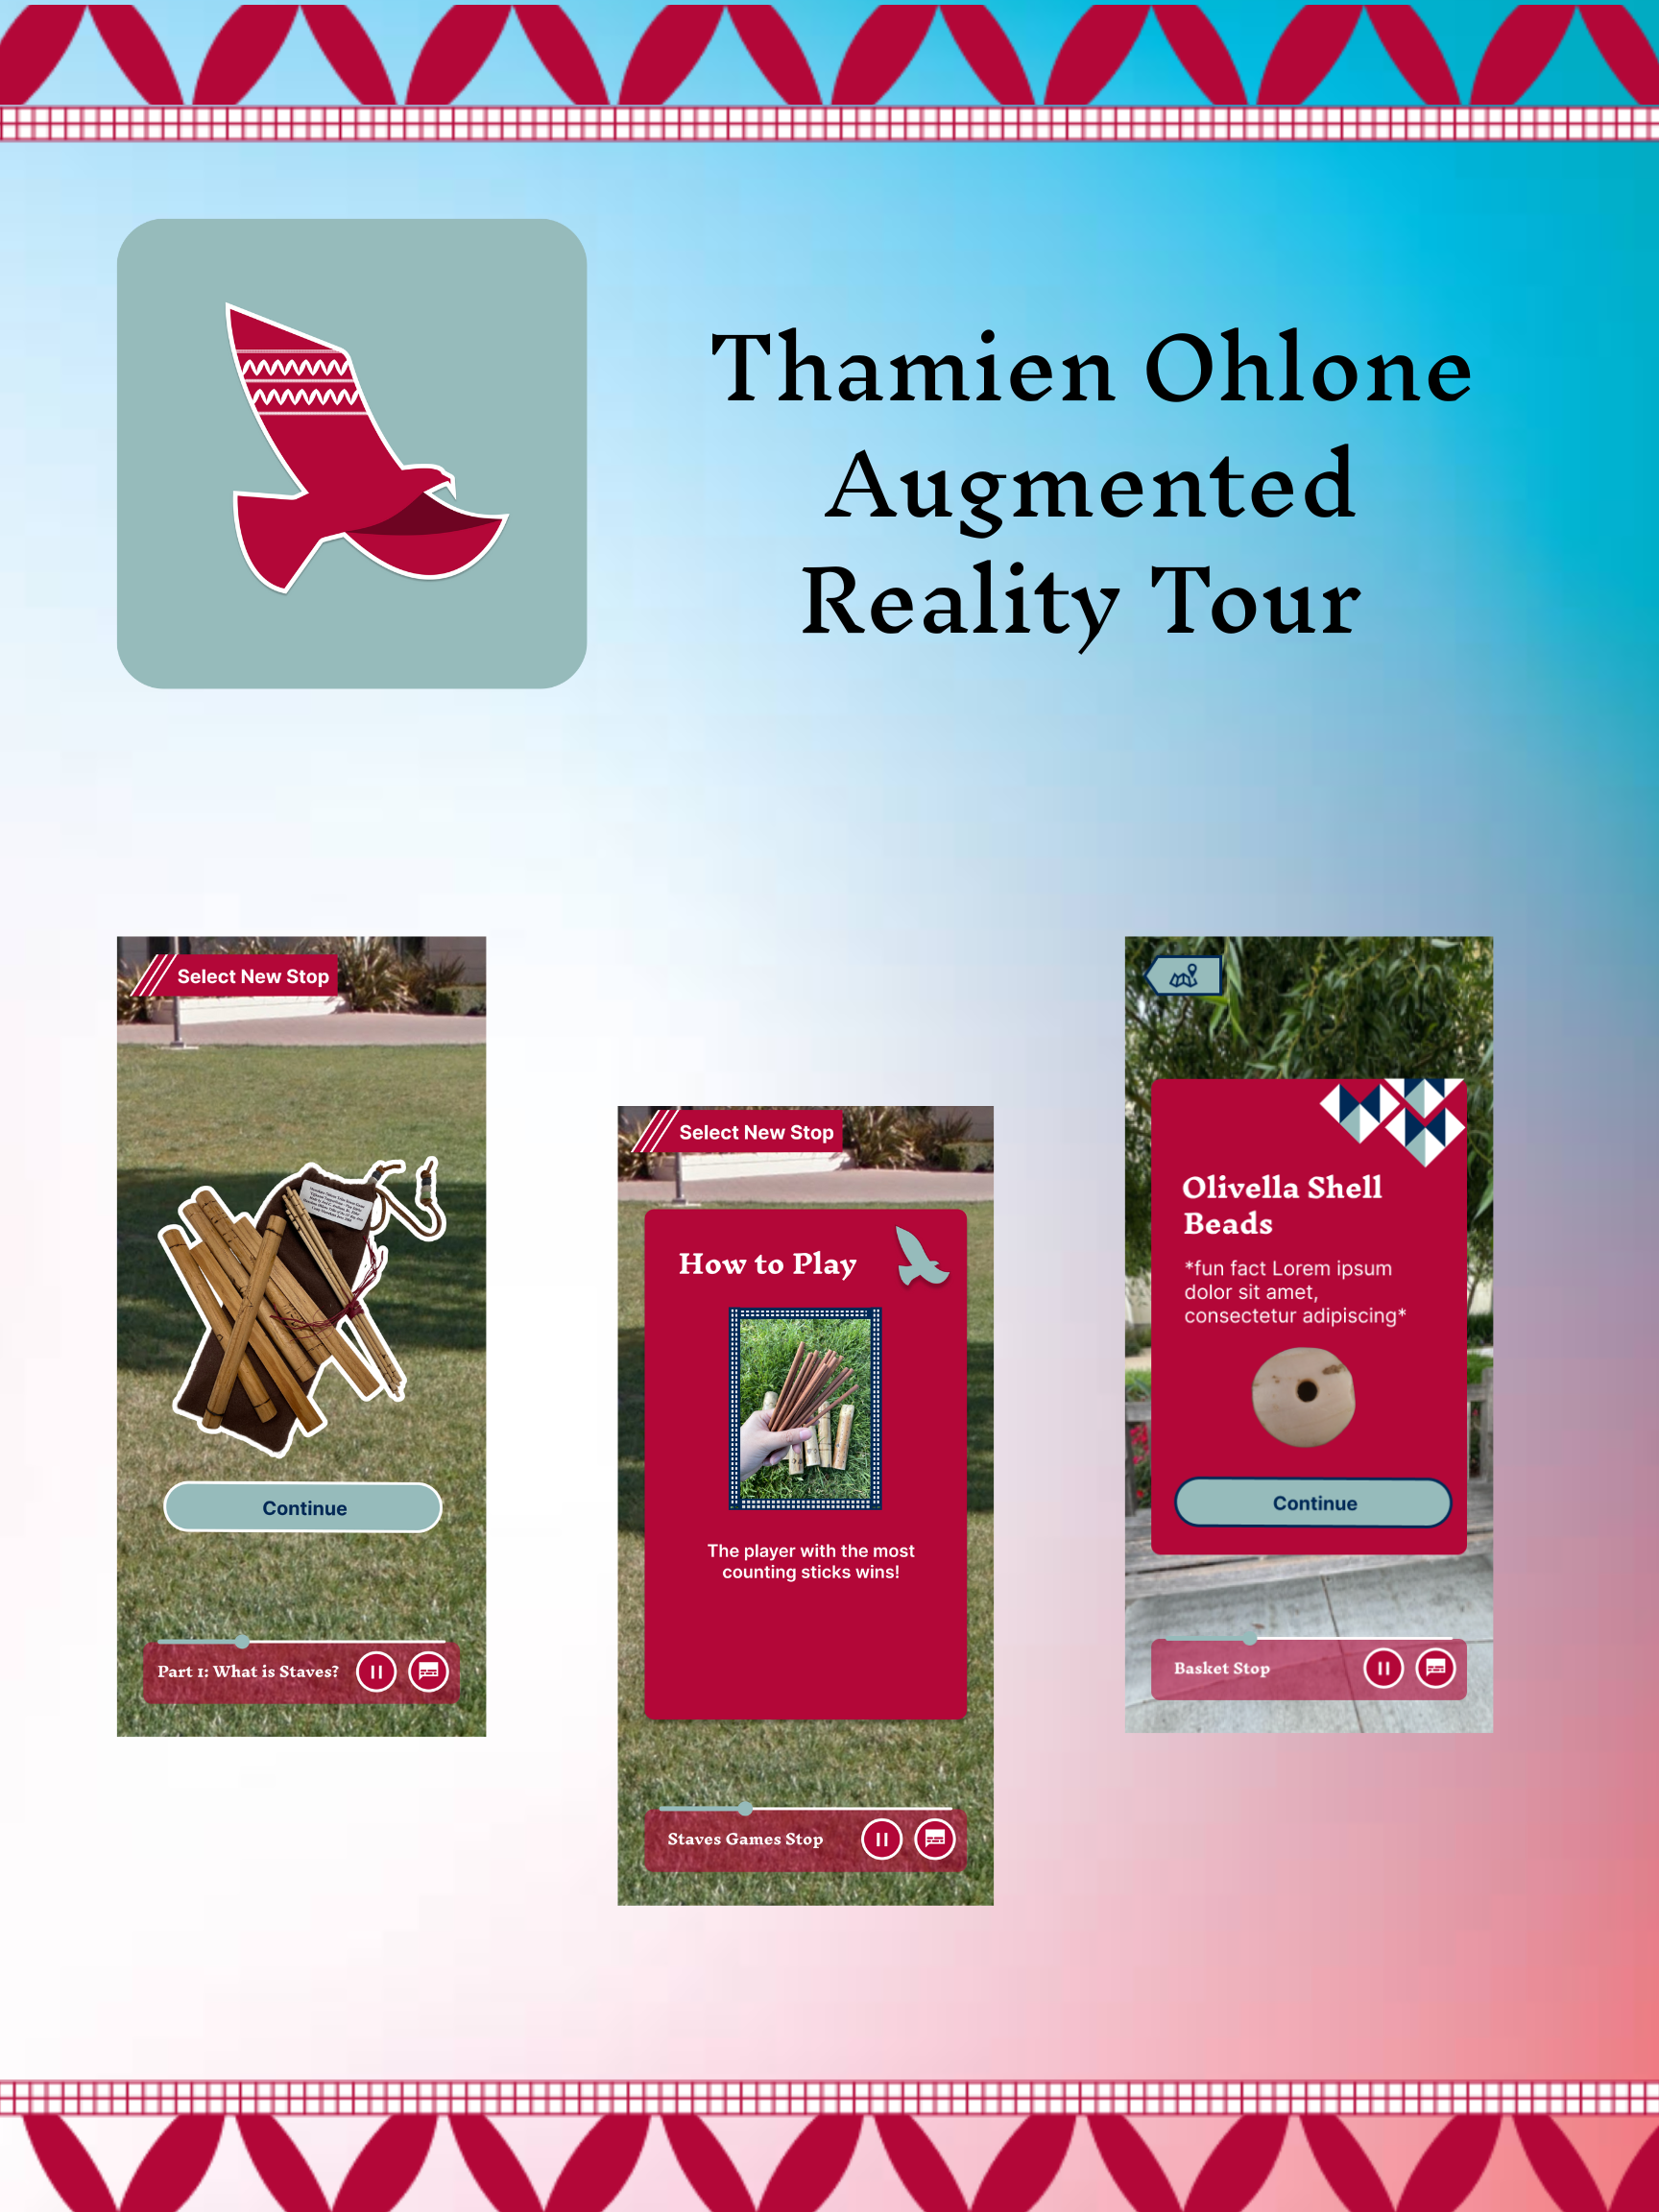 Thamien Ohlone
Augmented
Reality Tour
Select New Stop
Continue
Part 1: What is Staves?
Select New Stop
How to Play
The player with the most
counting sticks wins!
Staves Games Stop
Olivella Shell
Beads
*fun fact Lorem ipsum
dolor sit amet,
consectetur adipiscing*
Continue
Basket Stop